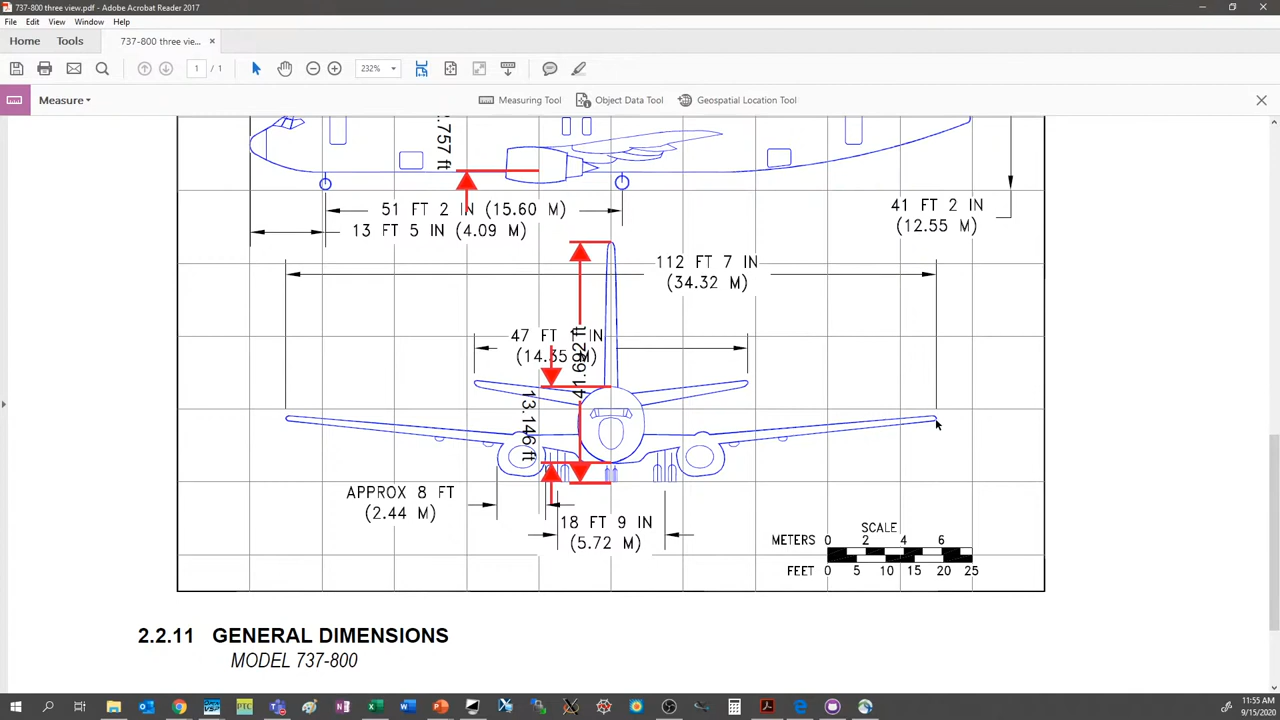 737-800 three view.pdf - Adobe Acrobat Reader 2017
File Edit View Window Help
Home Tools 737-800 three vie...
1 / 1 232%
Measure
Measuring Tool Object Data Tool Geospatial Location Tool
.757 ft
51 FT 2 IN (15.60 M)
13 FT 5 IN (4.09 M)
41 FT 2 IN
(12.55 M)
112 FT 7 IN
(34.32 M)
47 FT IN
(14.35 M)
41.692 ft
13.146 ft
APPROX 8 FT
(2.44 M)
18 FT 9 IN
(5.72 M)
SCALE
METERS 0 2 4 6
FEET 0 5 10 15 20 25
2.2.11 GENERAL DIMENSIONS
MODEL 737-800
11:55 AM
9/15/2020